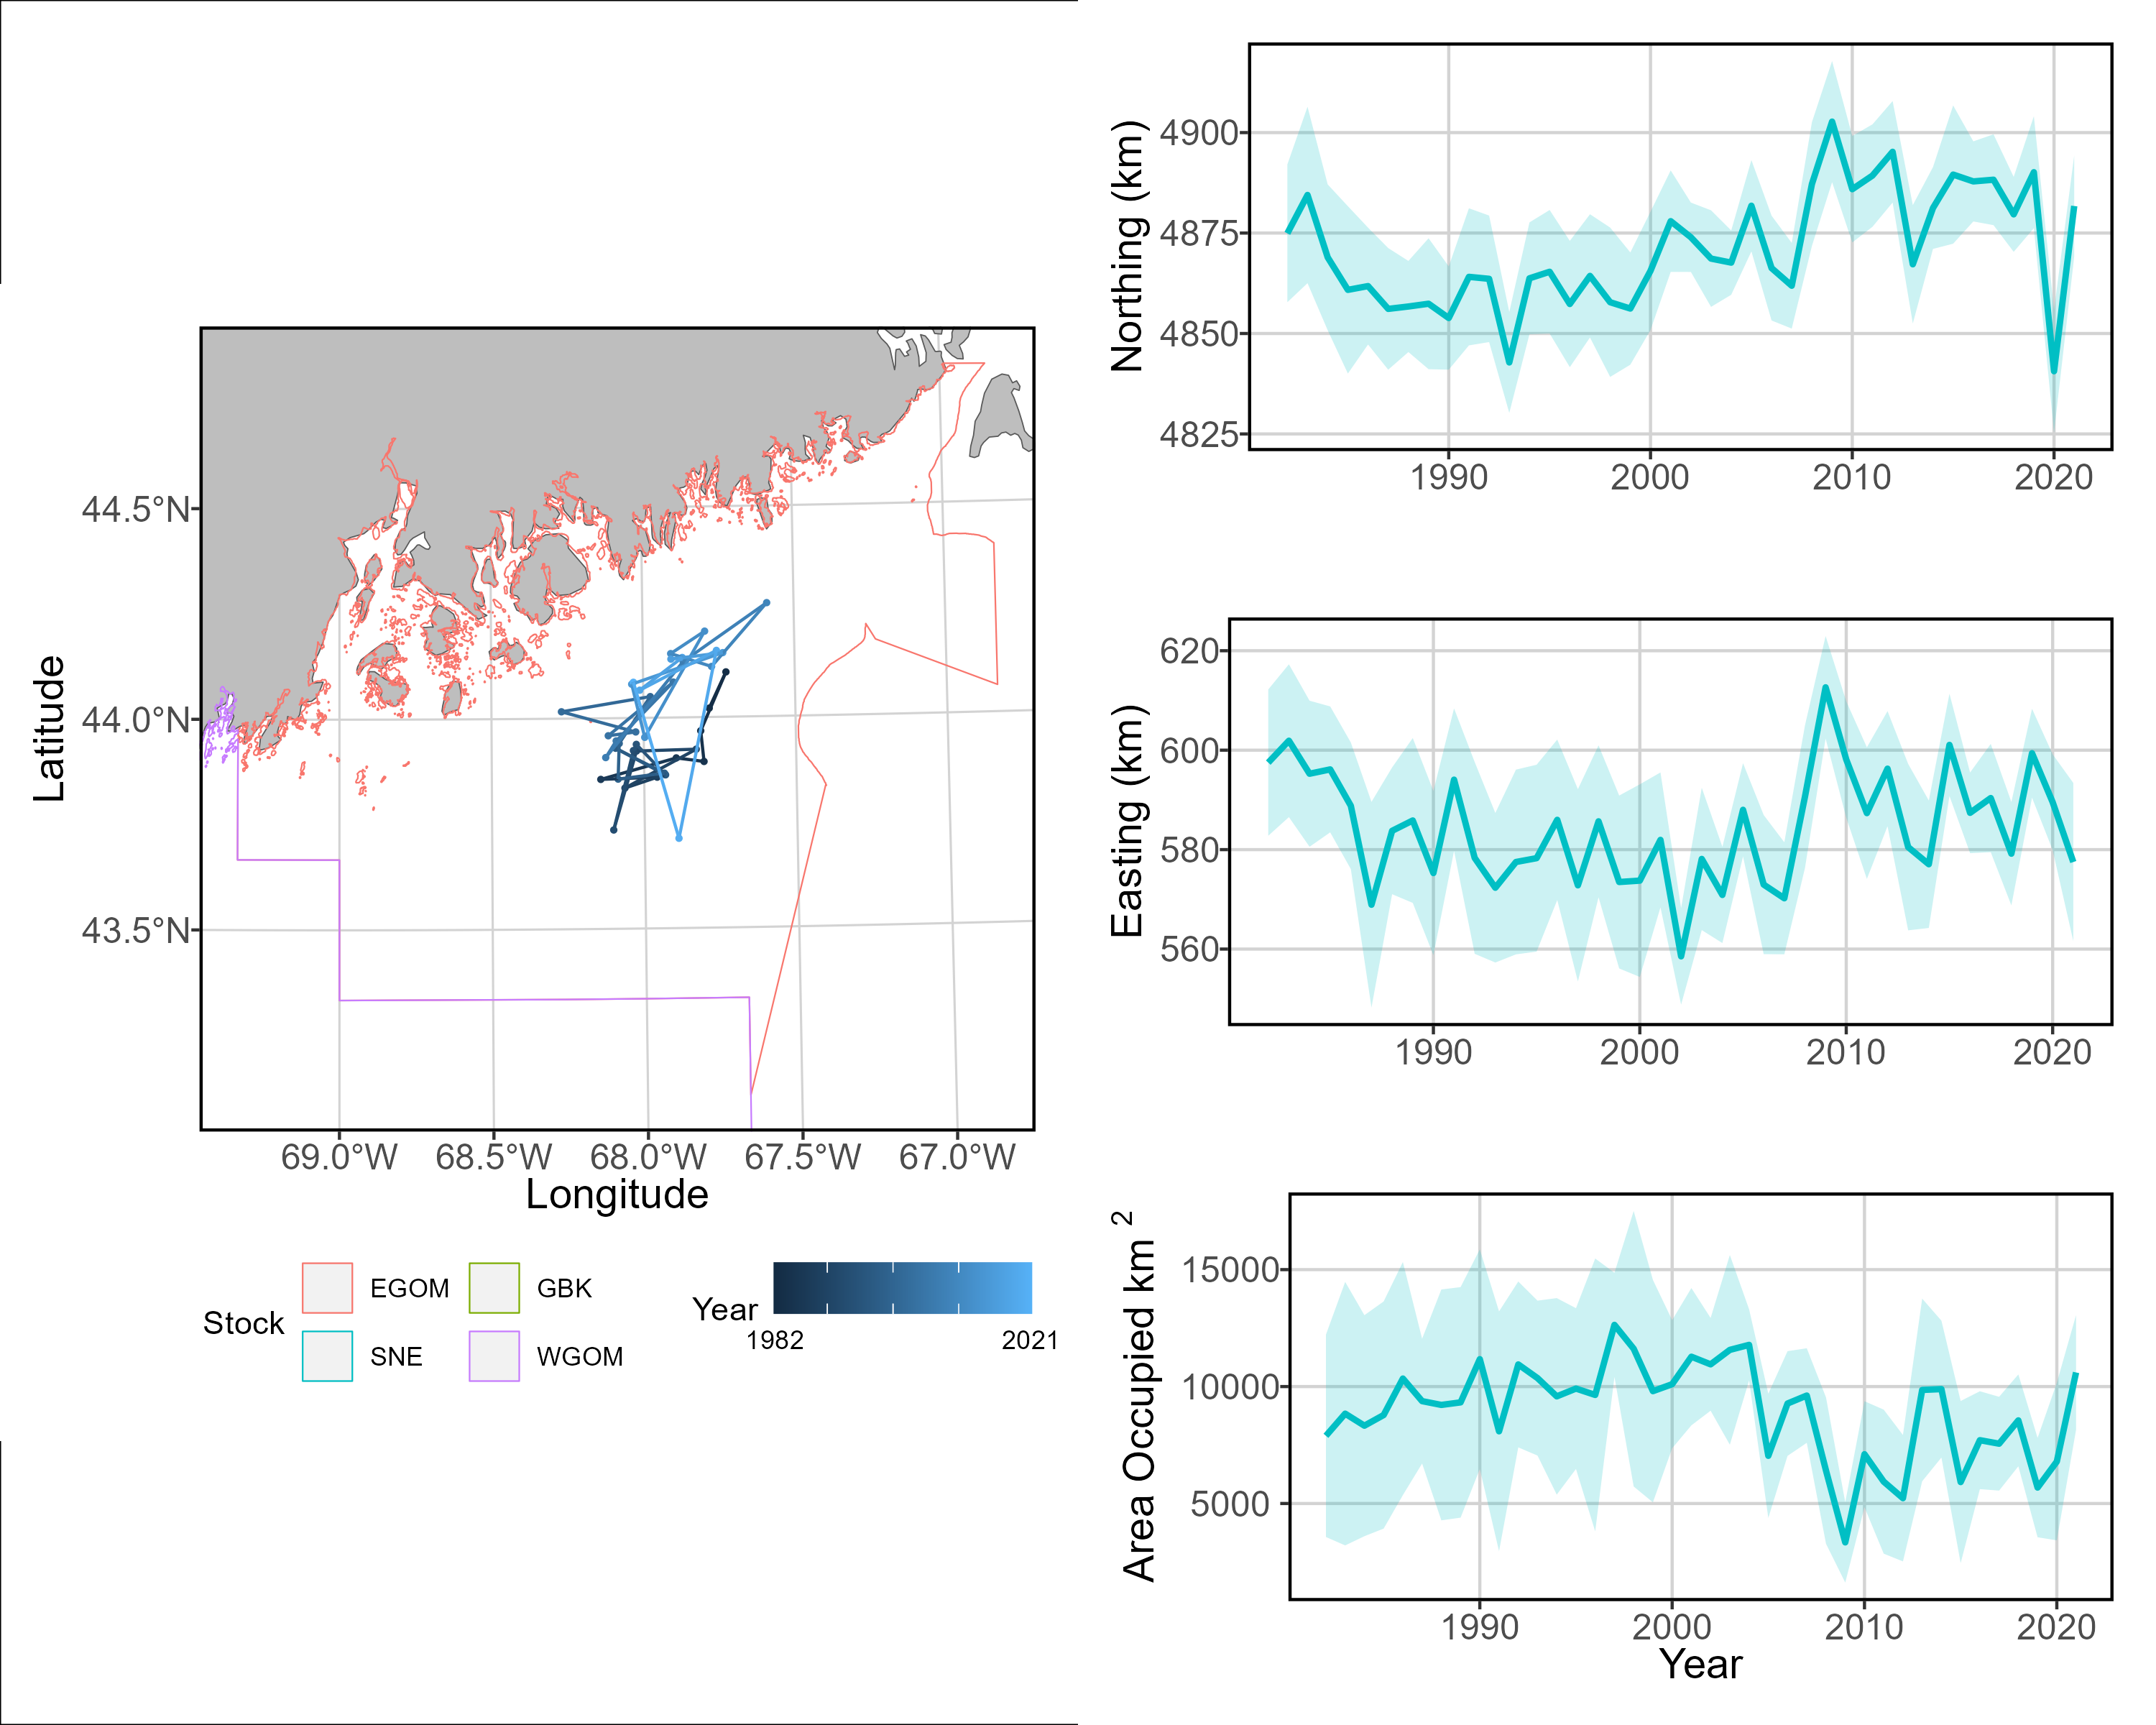 44.5°N
44.0°N
43.5°N
Latitude
69.0°W 68.5°W 68.0°W 67.5°W 67.0°W
Longitude
Stock
EGOM GBK
SNE WGOM
Year
1982 2021
Northing (km)
4900
4875
4850
4825
1990 2000 2010 2020
Easting (km)
620
600
580
560
1990 2000 2010 2020
Area Occupied km 2
15000
10000
5000
1990 2000 2010 2020
Year